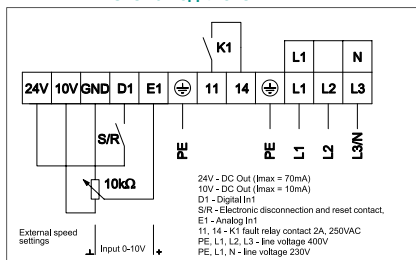 K1
L1 N
24V 10V GND D1 E1 11 14 L1 L2 L3
S/R
10kΩ
PE PE L1 L2 L3/N
External speed
settings
Input 0-10V
24V - DC Out (Imax = 70mA)
10V - DC Out (Imax = 10mA)
D1 - Digital In1
S/R - Electronic disconnection and reset contact,
E1 - Analog In1
11, 14 - K1 fault relay contact 2A, 250VAC
PE, L1, L2, L3 - line voltage 400V
PE, L1, N - line voltage 230V